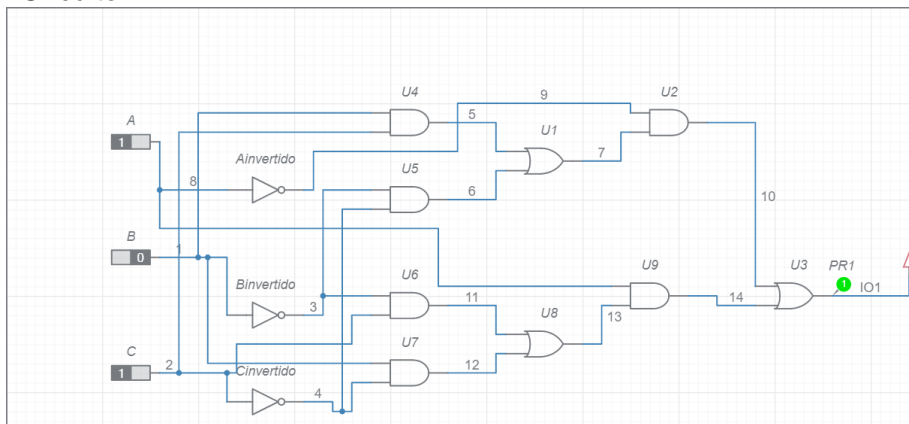 U4
9
U2
A
5
U1
1
Ainvertido
7
U5
8
6
10
B
1
0
U9
U3
PR1
Binvertido
U6
1
IO1
3
11
U8
14
13
C
U7
2
Cinvertido
12
1
4